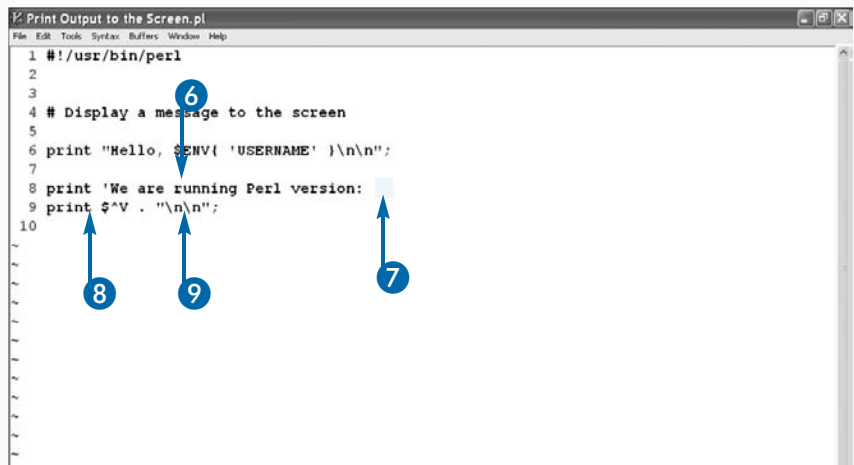 Print Output to the Screen.pl
File Edit Tools Syntax Buffers Window Help
1 #!/usr/bin/perl
2
3
6
4 # Display a message to the screen
5
6 print "Hello, $ENV{ 'USERNAME' }\n\n";
7
8 print 'We are running Perl version:
9 print $^V . "\n\n";
10
~
~
7
~
8 9
~
~
~
~
~
~
~
~
~